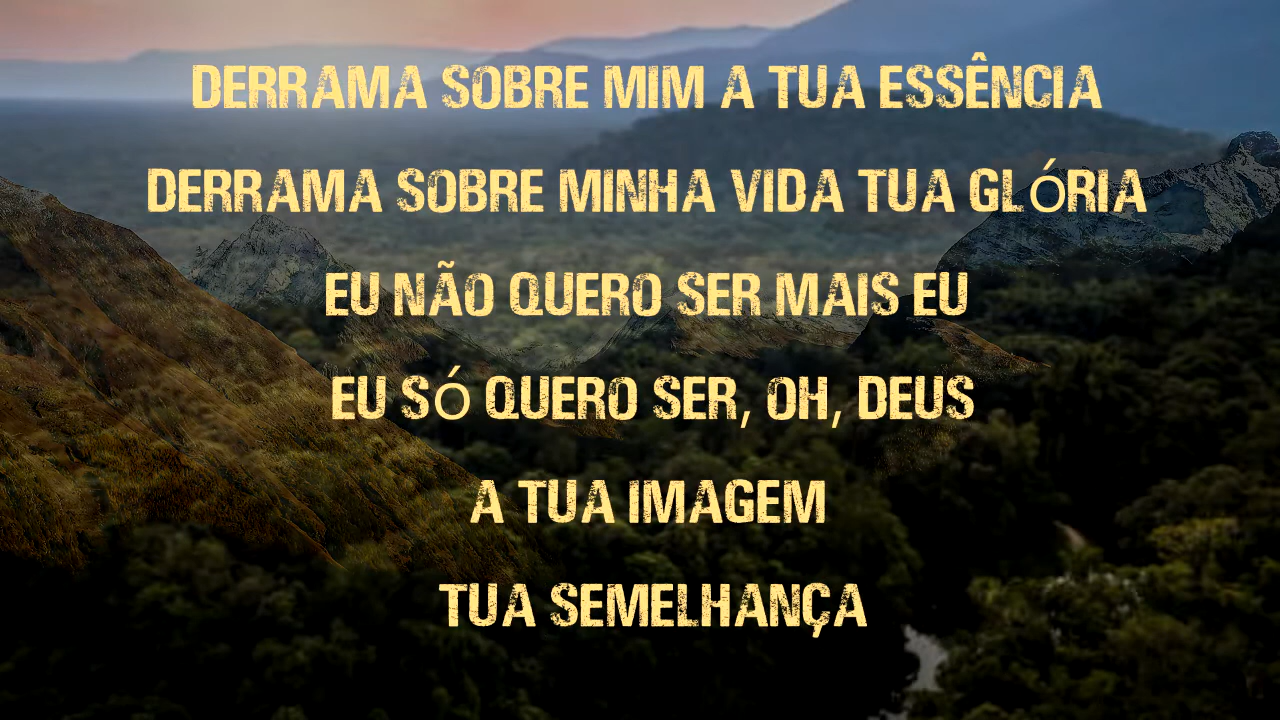 DERRAMA SOBRE MIM A TUA ESSÊNCIA
DERRAMA SOBRE MINHA VIDA TUA GLÓRIA
EU NÃO QUERO SER MAIS EU
EU SÓ QUERO SER, OH, DEUS
A TUA IMAGEM
TUA SEMELHANÇA